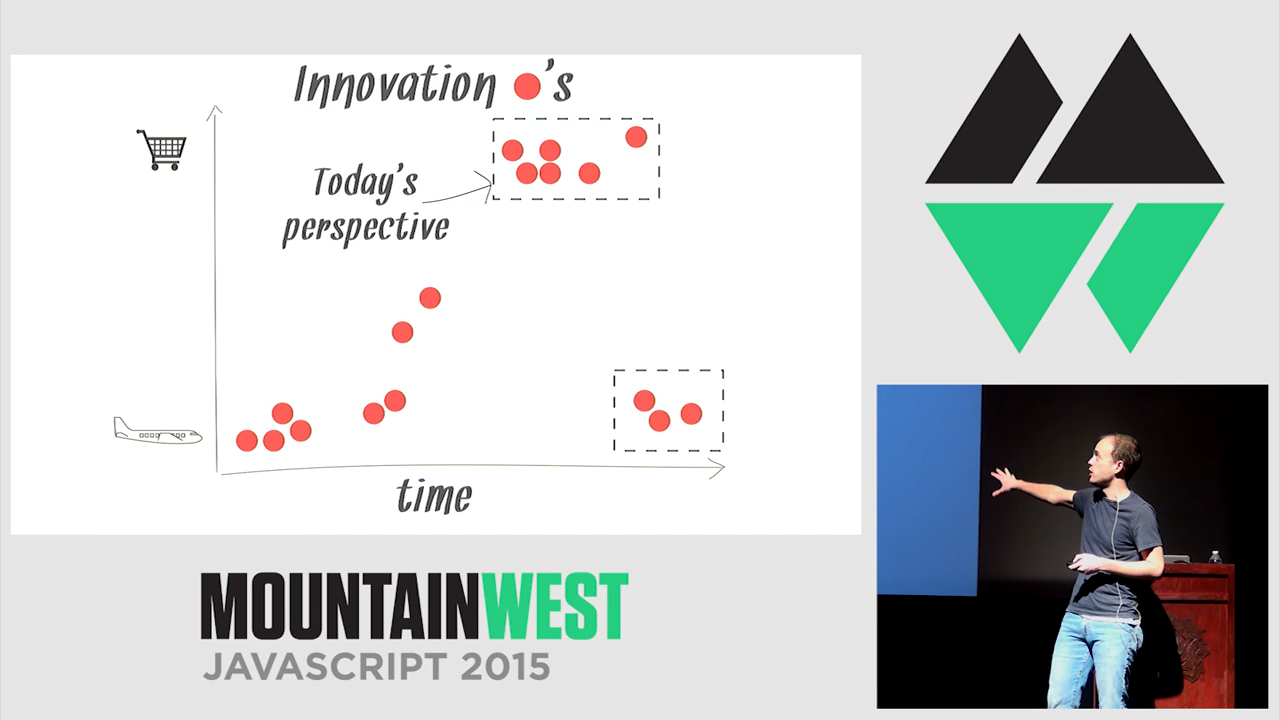 Innovation 's
Today's
perspective
time
MOUNTAINWEST
JAVASCRIPT 2015